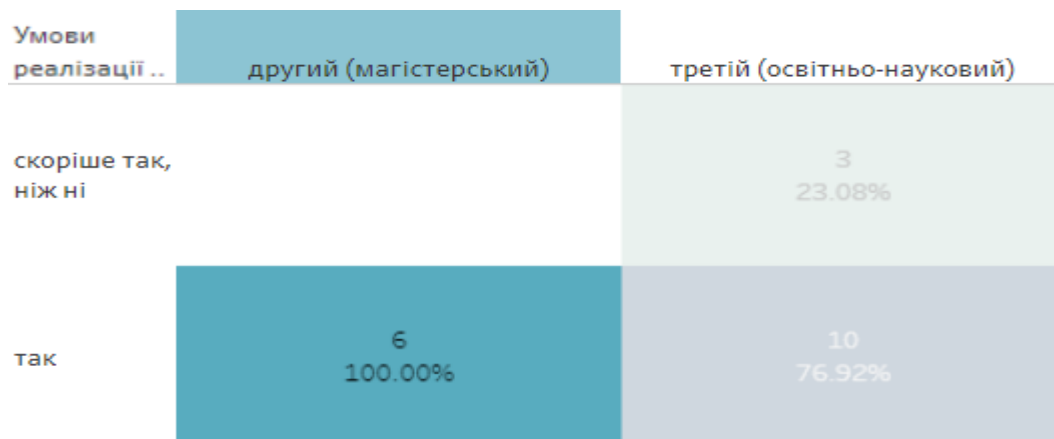 Умови
реалізації ..
другий (магістерський)
третій (освітньо-науковий)
скоріше так,
ніж ні
3
23.08%
так
6
100.00%
10
76.92%